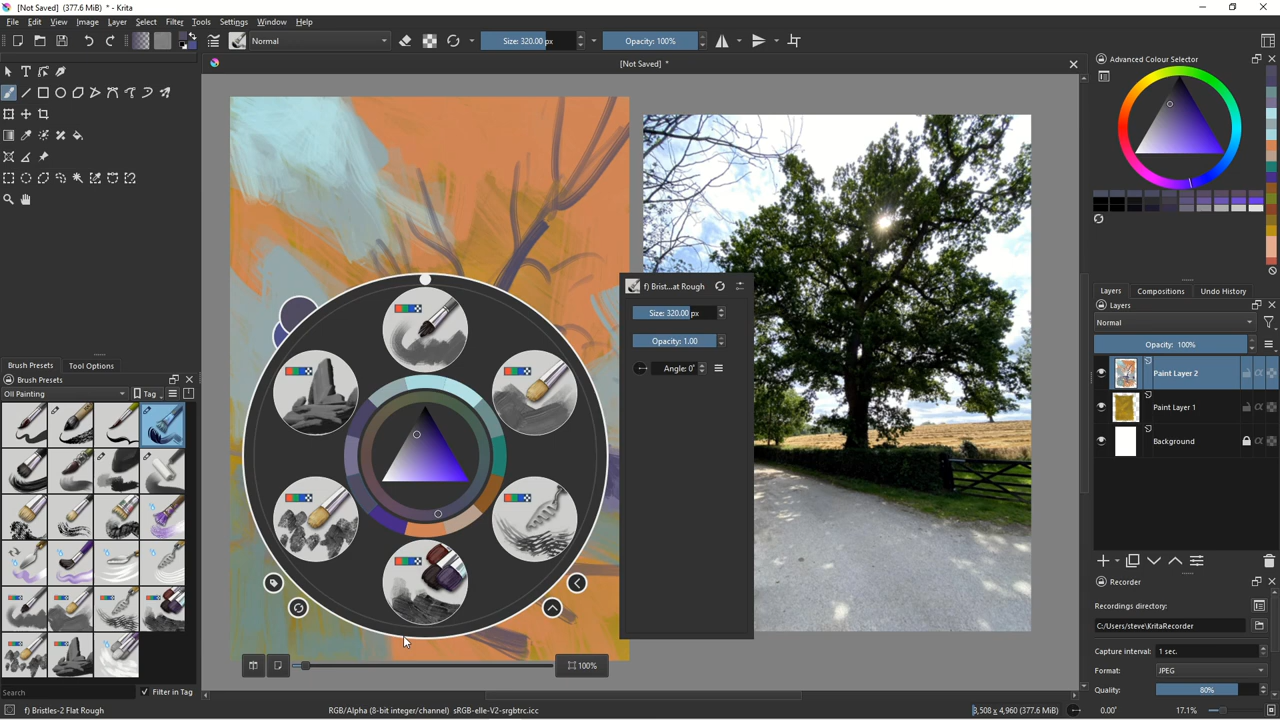 [Not Saved] (377.6 MiB) * - Krita
File Edit View Image Layer Select Filter Tools Settings Window Help
Normal Size: 320.00 px Opacity: 100%
[Not Saved] *
Advanced Colour Selector
f) Brist...at Rough
Size: 320.00 px
Opacity: 1.00
Angle: 0°
Layers Compositions Undo History
Layers
Normal
Opacity: 100%
Paint Layer 2
Paint Layer 1
Background
Brush Presets Tool Options
Brush Presets
Oil Painting Tag
Recorder
Recordings directory:
C:/Users/steve\KritaRecorder
Capture interval: 1 sec.
Format: JPEG
Quality: 80%
100%
Search Filter in Tag
f) Bristles-2 Flat Rough RGB/Alpha (8-bit integer/channel) sRGB-elle-V2-srgbtrc.icc 3,508 x 4,960 (377.6 MiB) 0.00° 17.1%